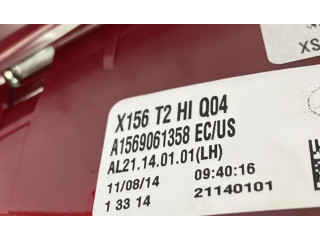 XS
X156 T2 HI Q04
A1569061358 EC/US
AL21.14.01.01(LH)
11/08/14 09:40:16
1 33 14 21140101